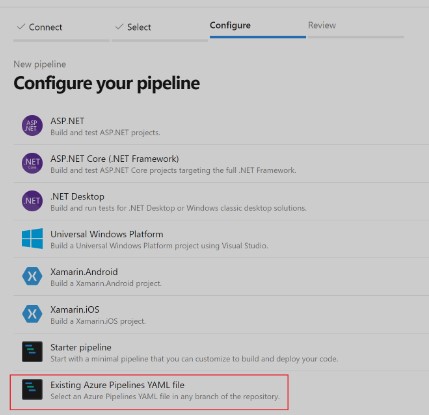 ✓ Connect ✓ Select Configure Review
New pipeline
Configure your pipeline
ASP .NET ASP.NET
Build and test ASP.NET projects.
.NET Core ASP.NET Core (.NET Framework)
Build and test ASP.NET Core projects targeting the full .NET Framework.
.NET .NET Desktop
Build and run tests for .NET Desktop or Windows classic desktop solutions.
Universal Windows Platform
Build a Universal Windows Platform project using Visual Studio.
Xamarin.Android
Build a Xamarin.Android project.
Xamarin.iOS
Build a Xamarin.iOS project.
Starter pipeline
Start with a minimal pipeline that you can customize to build and deploy your code.
Existing Azure Pipelines YAML file
Select an Azure Pipelines YAML file in any branch of the repository.